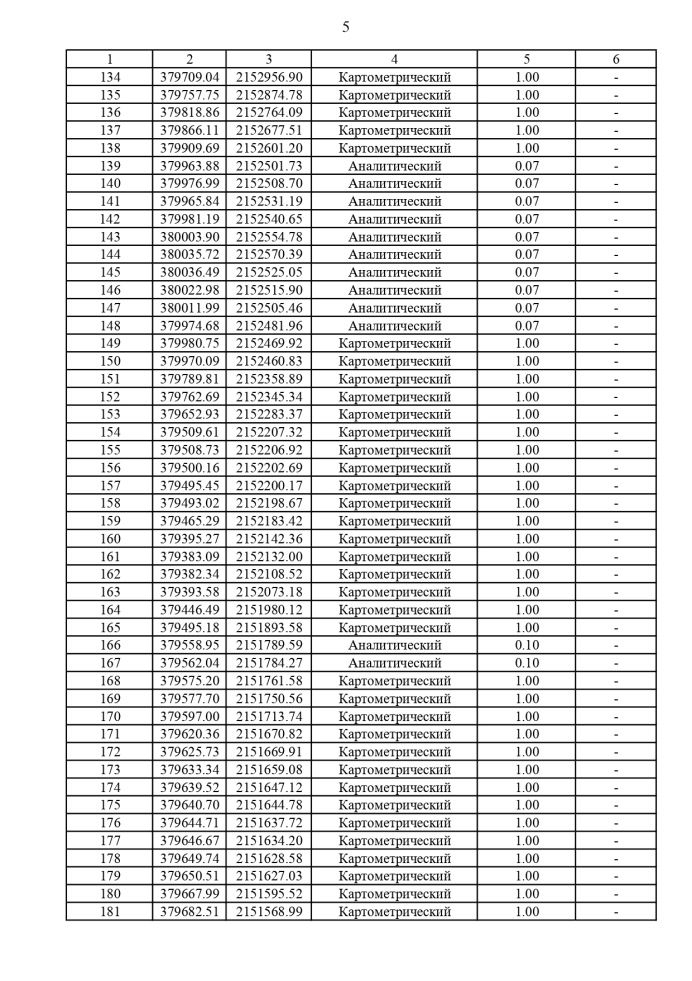 5
1 2 3 4 5 6
134 379709.04 2152956.90 Картометрический 1.00 -
135 379757.75 2152874.78 Картометрический 1.00 -
136 379818.86 2152764.09 Картометрический 1.00 -
137 379866.11 2152677.51 Картометрический 1.00 -
138 379909.69 2152601.20 Картометрический 1.00 -
139 379963.88 2152501.73 Аналитический 0.07 -
140 379976.99 2152508.70 Аналитический 0.07 -
141 379965.84 2152531.19 Аналитический 0.07 -
142 379981.19 2152540.65 Аналитический 0.07 -
143 380003.90 2152554.78 Аналитический 0.07 -
144 380035.72 2152570.39 Аналитический 0.07 -
145 380036.49 2152525.05 Аналитический 0.07 -
146 380022.98 2152515.90 Аналитический 0.07 -
147 380011.99 2152505.46 Аналитический 0.07 -
148 379974.68 2152481.96 Аналитический 0.07 -
149 379980.75 2152469.92 Картометрический 1.00 -
150 379970.09 2152460.83 Картометрический 1.00 -
151 379789.81 2152358.89 Картометрический 1.00 -
152 379762.69 2152345.34 Картометрический 1.00 -
153 379652.93 2152283.37 Картометрический 1.00 -
154 379509.61 2152207.32 Картометрический 1.00 -
155 379508.73 2152206.92 Картометрический 1.00 -
156 379500.16 2152202.69 Картометрический 1.00 -
157 379495.45 2152200.17 Картометрический 1.00 -
158 379493.02 2152198.67 Картометрический 1.00 -
159 379465.29 2152183.42 Картометрический 1.00 -
160 379395.27 2152142.36 Картометрический 1.00 -
161 379383.09 2152132.00 Картометрический 1.00 -
162 379382.34 2152108.52 Картометрический 1.00 -
163 379393.58 2152073.18 Картометрический 1.00 -
164 379446.49 2151980.12 Картометрический 1.00 -
165 379495.18 2151893.58 Картометрический 1.00 -
166 379558.95 2151789.59 Аналитический 0.10 -
167 379562.04 2151784.27 Аналитический 0.10 -
168 379575.20 2151761.58 Картометрический 1.00 -
169 379577.70 2151750.56 Картометрический 1.00 -
170 379597.00 2151713.74 Картометрический 1.00 -
171 379620.36 2151670.82 Картометрический 1.00 -
172 379625.73 2151669.91 Картометрический 1.00 -
173 379633.34 2151659.08 Картометрический 1.00 -
174 379639.52 2151647.12 Картометрический 1.00 -
175 379640.70 2151644.78 Картометрический 1.00 -
176 379644.71 2151637.72 Картометрический 1.00 -
177 379646.67 2151634.20 Картометрический 1.00 -
178 379649.74 2151628.58 Картометрический 1.00 -
179 379650.51 2151627.03 Картометрический 1.00 -
180 379667.99 2151595.52 Картометрический 1.00 -
181 379682.51 2151568.99 Картометрический 1.00 -